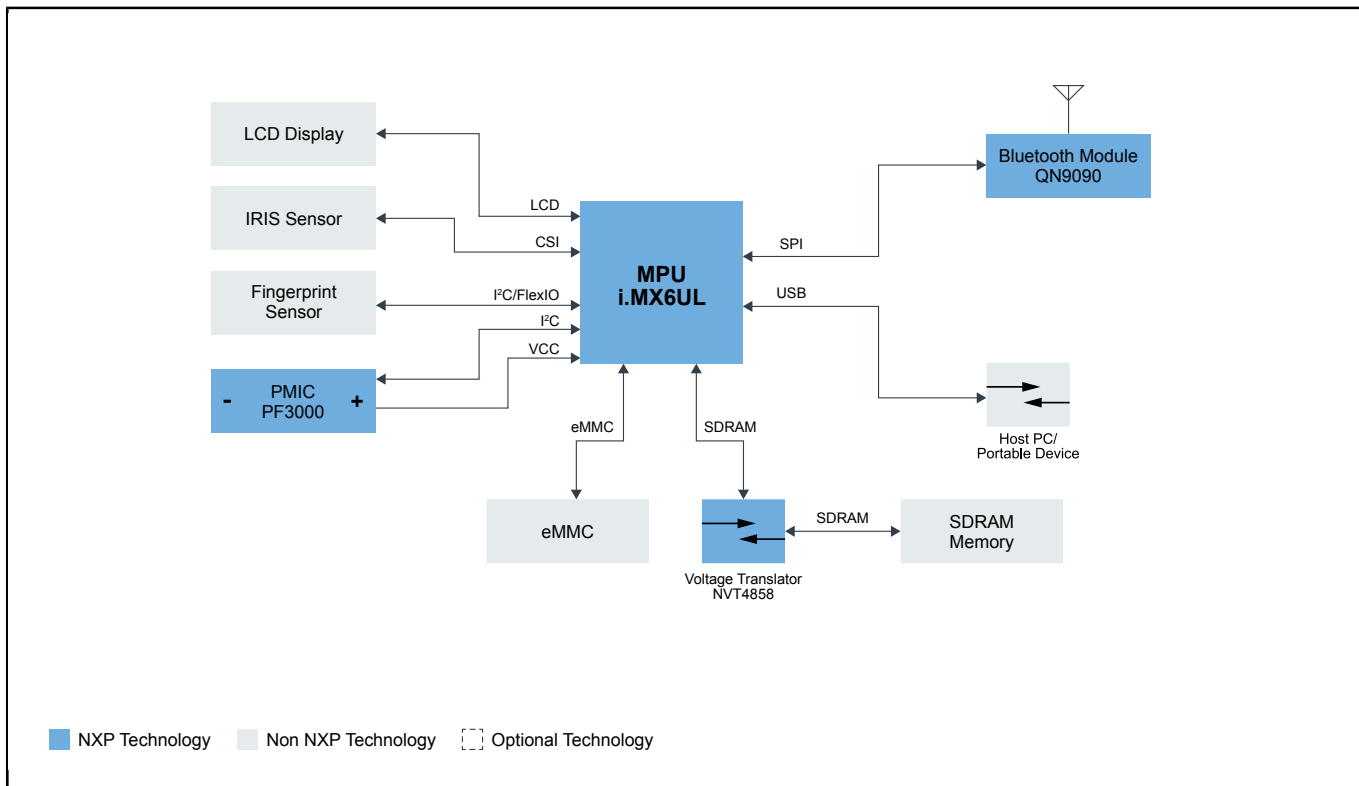 LCD Display
IRIS Sensor
Fingerprint
Sensor
- PMIC +
PF3000
LCD
CSI
I²C/FlexIO
I²C
VCC
MPU
i.MX6UL
SPI
USB
Bluetooth Module
QN9090
Host PC/
Portable Device
eMMC
SDRAM
eMMC
SDRAM
Voltage Translator
NVT4858
SDRAM
Memory
NXP Technology
Non NXP Technology
Optional Technology